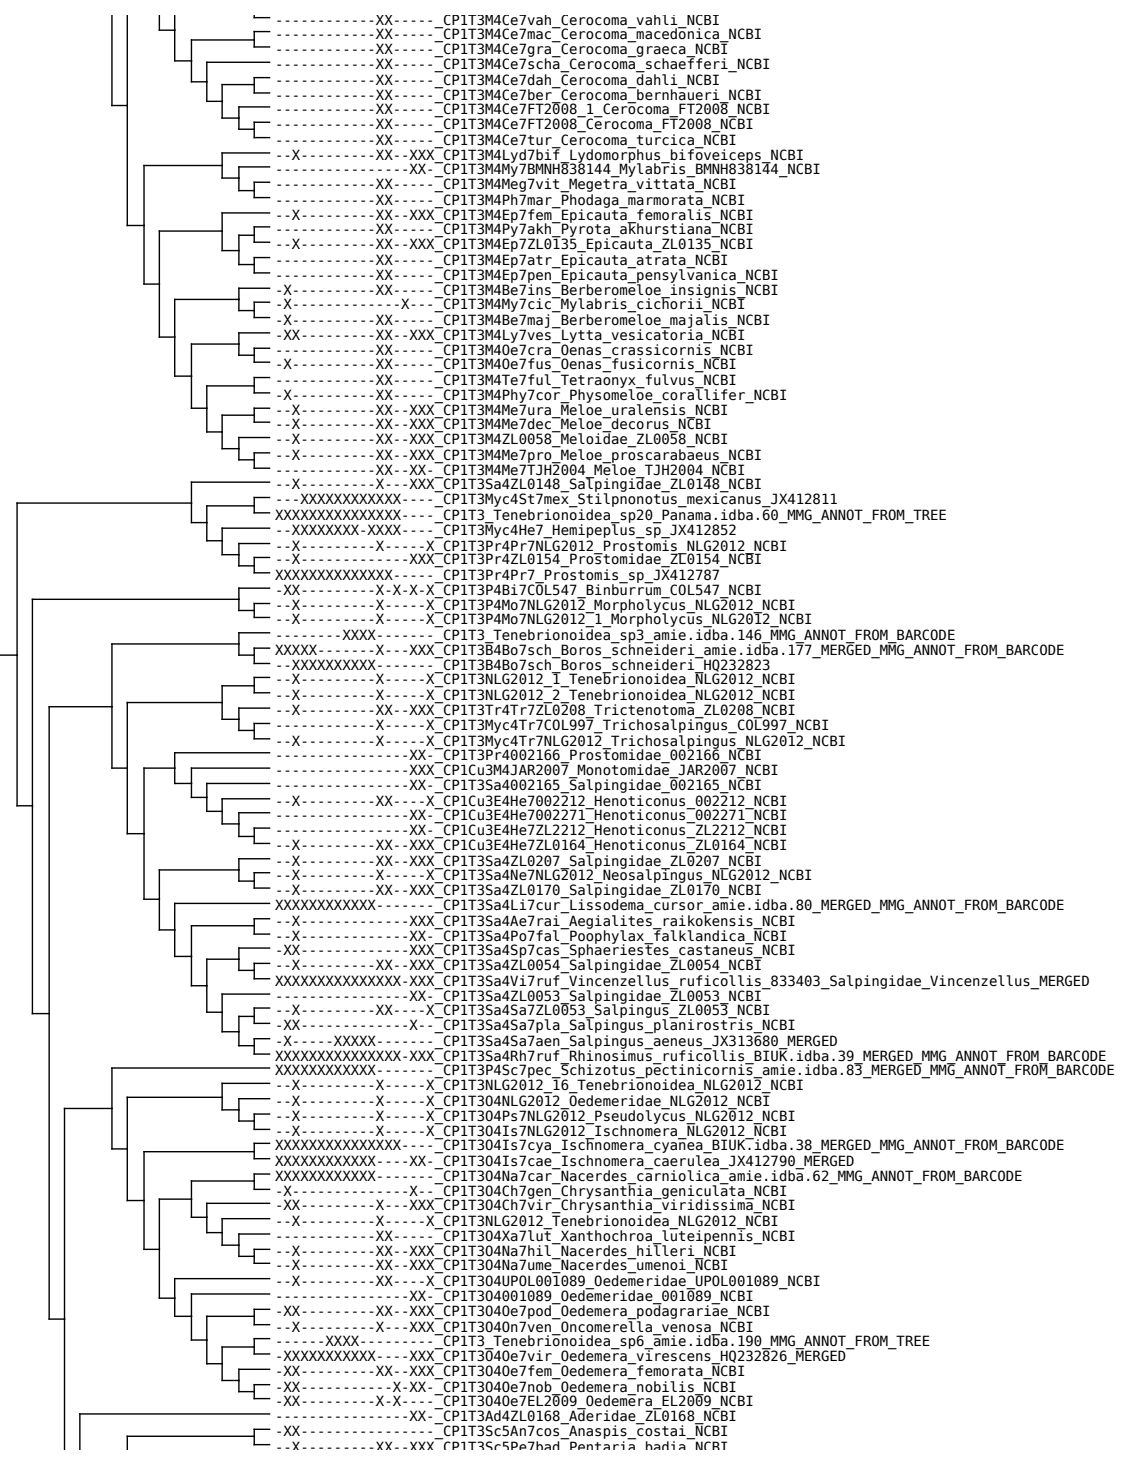 ------------XX-----_CP1T3M4Ce7vah_Cerocoma_vahli_NCBI
------------XX-----_CP1T3M4Ce7mac_Cerocoma_macedonica_NCBI
------------XX-----_CP1T3M4Ce7gra_Cerocoma_graeca_NCBI
------------XX-----_CP1T3M4Ce7scha_Cerocoma_schaefferi_NCBI
------------XX-----_CP1T3M4Ce7dah_Cerocoma_dahli_NCBI
------------XX-----_CP1T3M4Ce7ber_Cerocoma_bernhaueri_NCBI
------------XX-----_CP1T3M4Ce7FT2008_1_Cerocoma_FT2008_NCBI
------------XX-----_CP1T3M4Ce7FT2008_Cerocoma_FT2008_NCBI
------------XX-----_CP1T3M4Ce7tur_Cerocoma_turcica_NCBI
--X---------XX--XXX_CP1T3M4Lyd7bif_Lydomorphus_bifoveiceps_NCBI
----------------XX-_CP1T3M4My7BMNH838144_Mylabris_BMNH838144_NCBI
------------XX-----_CP1T3M4Meg7vit_Megetra_vittata_NCBI
------------XX-----_CP1T3M4Ph7mar_Phodaga_marmorata_NCBI
--X---------XX--XXX_CP1T3M4Ep7fem_Epicauta_femoralis_NCBI
------------XX-----_CP1T3M4Py7akh_Pyrota_akhurstiana_NCBI
--X---------XX--XXX_CP1T3M4Ep7ZL0135_Epicauta_ZL0135_NCBI
------------XX-----_CP1T3M4Ep7atr_Epicauta_atrata_NCBI
------------XX-----_CP1T3M4Ep7pen_Epicauta_pensylvanica_NCBI
-X----------XX-----_CP1T3M4Be7ins_Berberomeloe_insignis_NCBI
-X-------------X---_CP1T3M4My7cic_Mylabris_cichorii_NCBI
-X----------XX-----_CP1T3M4Be7maj_Berberomeloe_majalis_NCBI
-XX---------XX--XXX_CP1T3M4Ly7ves_Lytta_vesicatoria_NCBI
------------XX-----_CP1T3M4Oe7cra_Oenas_crassicornis_NCBI
-X----------XX-----_CP1T3M4Oe7fus_Oenas_fusicornis_NCBI
------------XX-----_CP1T3M4Te7ful_Tetraonyx_fulvus_NCBI
-X----------XX-----_CP1T3M4Phy7cor_Physomeloe_corallifer_NCBI
--X---------XX--XXX_CP1T3M4Me7ura_Meloe_uralensis_NCBI
--X---------XX--XXX_CP1T3M4Me7dec_Meloe_decorus_NCBI
--X---------XX--XXX_CP1T3M4ZL0058_Meloidae_ZL0058_NCBI
--X---------XX--XXX_CP1T3M4Me7pro_Meloe_proscarabaeus_NCBI
------------XX--XX-_CP1T3M4Me7TJH2004_Meloe_TJH2004_NCBI
--X---------X---XXX_CP1T3Sa4ZL0148_Salpingidae_ZL0148_NCBI
---XXXXXXXXXXXX----_CP1T3Myc4St7mex_Stilpnonotus_mexicanus_JX412811
XXXXXXXXXXXXXXX----_CP1T3_Tenebrionoidea_sp20_Panama.idba.60_MMG_ANNOT_FROM_TREE
--XXXXXXXX-XXXX----_CP1T3Myc4He7_Hemipeplus_sp_JX412852
--X---------X-----X_CP1T3Pr4Pr7NLG2012_Prostomis_NLG2012_NCBI
--X-------------XXX_CP1T3Pr4ZL0154_Prostomidae_ZL0154_NCBI
XXXXXXXXXXXXXX-----_CP1T3Pr4Pr7_Prostomis_sp_JX412787
-XX---------X-X-X-X_CP1T3P4Bi7COL547_Binburrum_COL547_NCBI
--X---------X-----X_CP1T3P4Mo7NLG2012_Morpholycus_NLG2012_NCBI
--X---------X-----X_CP1T3P4Mo7NLG2012_1_Morpholycus_NLG2012_NCBI
--------XXXX-------_CP1T3_Tenebrionoidea_sp3_amie.idba.146_MMG_ANNOT_FROM_BARCODE
XXXXX-------X---XXX_CP1T3B4Bo7sch_Boros_schneideri_amie.idba.177_MERGED_MMG_ANNOT_FROM_BARCODE
--XXXXXXXXXX-------_CP1T3B4Bo7sch_Boros_schneideri_HQ232823
--X---------X-----X_CP1T3NLG2012_1_Tenebrionoidea_NLG2012_NCBI
--X---------X-----X_CP1T3NLG2012_2_Tenebrionoidea_NLG2012_NCBI
--X---------XX--XXX_CP1T3Tr4Tr7ZL0208_Trictenotoma_ZL0208_NCBI
------------X-----X_CP1T3Myc4Tr7COL997_Trichosalpingus_COL997_NCBI
--X---------X-----X_CP1T3Myc4Tr7NLG2012_Trichosalpingus_NLG2012_NCBI
----------------XX-_CP1T3Pr4002166_Prostomidae_002166_NCBI
----------------XXX_CP1Cu3M4JAR2007_Monotomidae_JAR2007_NCBI
----------------XX-_CP1T3Sa4002165_Salpingidae_002165_NCBI
--X---------XX----X_CP1Cu3E4He7002212_Henoticonus_002212_NCBI
----------------XX-_CP1Cu3E4He7002271_Henoticonus_002271_NCBI
----------------XX-_CP1Cu3E4He7ZL2212_Henoticonus_ZL2212_NCBI
--X---------XX--XXX_CP1Cu3E4He7ZL0164_Henoticonus_ZL0164_NCBI
--X---------XX--XXX_CP1T3Sa4ZL0207_Salpingidae_ZL0207_NCBI
--X---------X-----X_CP1T3Sa4Ne7NLG2012_Neosalpingus_NLG2012_NCBI
--X---------XX--XXX_CP1T3Sa4ZL0170_Salpingidae_ZL0170_NCBI
XXXXXXXXXXXX-------_CP1T3Sa4Li7cur_Lissodema_cursor_amie.idba.80_MERGED_MMG_ANNOT_FROM_BARCODE
--X-------------XXX_CP1T3Sa4Ae7rai_Aegialites_raikokensis_NCBI
--X-------------XX-_CP1T3Sa4Po7fal_Poophylax_falklandica_NCBI
-XX-------------XXX_CP1T3Sa4Sp7cas_Sphaeriestes_castaneus_NCBI
--X---------XX--XXX_CP1T3Sa4ZL0054_Salpingidae_ZL0054_NCBI
XXXXXXXXXXXXXXX-XXX_CP1T3Sa4Vi7ruf_Vincenzellus_ruficollis_833403_Salpingidae_Vincenzellus_MERGED
----------------XX-_CP1T3Sa4ZL0053_Salpingidae_ZL0053_NCBI
--X---------XX----X_CP1T3Sa4Sa7ZL0053_Salpingus_ZL0053_NCBI
-XX-------------X--_CP1T3Sa4Sa7pla_Salpingus_planirostris_NCBI
-X-----XXXXX-------_CP1T3Sa4Sa7aen_Salpingus_aeneus_JX313680_MERGED
XXXXXXXXXXXXXXX-XXX_CP1T3Sa4Rh7ruf_Rhinosimus_ruficollis_BIUK.idba.39_MERGED_MMG_ANNOT_FROM_BARCODE
XXXXXXXXXXXX-------_CP1T3P4Sc7pec_Schizotus_pectinicornis_amie.idba.83_MERGED_MMG_ANNOT_FROM_BARCODE
--X---------X-----X_CP1T3NLG2012_16_Tenebrionoidea_NLG2012_NCBI
--X---------X-----X_CP1T3O4NLG2012_Oedemeridae_NLG2012_NCBI
--X---------X-----X_CP1T3O4Ps7NLG2012_Pseudolycus_NLG2012_NCBI
--X---------X-----X_CP1T3O4Is7NLG2012_Ischnomera_NLG2012_NCBI
XXXXXXXXXXXXXXX----_CP1T3O4Is7cya_Ischnomera_cyanea_BIUK.idba.38_MERGED_MMG_ANNOT_FROM_BARCODE
XXXXXXXXXXXX----XX-_CP1T3O4Is7cae_Ischnomera_caerulea_JX412790_MERGED
XXXXXXXXXXXX-------_CP1T3O4Na7car_Nacerdes_carniolica_amie.idba.62_MMG_ANNOT_FROM_BARCODE
-X--------------X--_CP1T3O4Ch7gen_Chrysanthia_geniculata_NCBI
-XX---------X---XXX_CP1T3O4Ch7vir_Chrysanthia_viridissima_NCBI
--X---------X-----X_CP1T3NLG2012_Tenebrionoidea_NLG2012_NCBI
------------XX-----_CP1T3O4Xa7lut_Xanthochroa_luteipennis_NCBI
--X---------XX--XXX_CP1T3O4Na7hil_Nacerdes_hilleri_NCBI
--X---------XX--XXX_CP1T3O4Na7ume_Nacerdes_umenoi_NCBI
--X---------XX----X_CP1T3O4UPOL001089_Oedemeridae_UPOL001089_NCBI
----------------XX-_CP1T3O4001089_Oedemeridae_001089_NCBI
-XX---------XX--XXX_CP1T3O4Oe7pod_Oedemera_podagrariae_NCBI
--X---------X---XXX_CP1T3O4On7ven_Oncomerella_venosa_NCBI
------XXXX---------_CP1T3_Tenebrionoidea_sp6_amie.idba.190_MMG_ANNOT_FROM_TREE
-XXXXXXXXXXX----XXX_CP1T3O4Oe7vir_Oedemera_virescens_HQ232826_MERGED
-XX---------XX--XXX_CP1T3O4Oe7fem_Oedemera_femorata_NCBI
-XX-----------X-XX-_CP1T3O4Oe7nob_Oedemera_nobilis_NCBI
-XX---------X-X----_CP1T3O4Oe7EL2009_Oedemera_EL2009_NCBI
----------------XX-_CP1T3Ad4ZL0168_Aderidae_ZL0168_NCBI
-XX----------------_CP1T3Sc5An7cos_Anaspis_costai_NCBI
--X---------XX--XXX_CP1T3Sc5Pe7bad_Pentaria_badia_NCBI